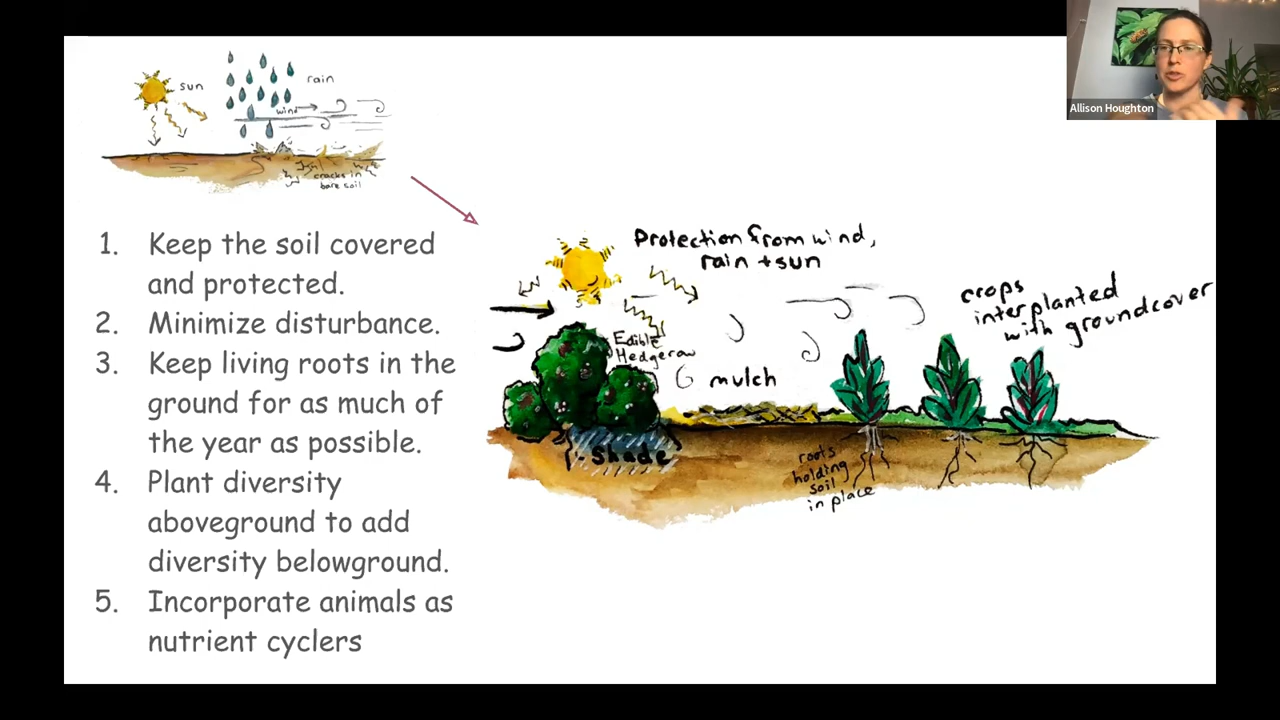 sun
rain
wind
cracks in
bare soil
Allison Houghton
1. Keep the soil covered
and protected.
2. Minimize disturbance.
3. Keep living roots in the
ground for as much of
the year as possible.
4. Plant diversity
aboveground to add
diversity belowground.
5. Incorporate animals as
nutrient cyclers
Protection from wind,
rain + sun
Edible
Hedgerow
mulch
crops
interplanted
with groundcover
Shade
roots
holding
soil
in place